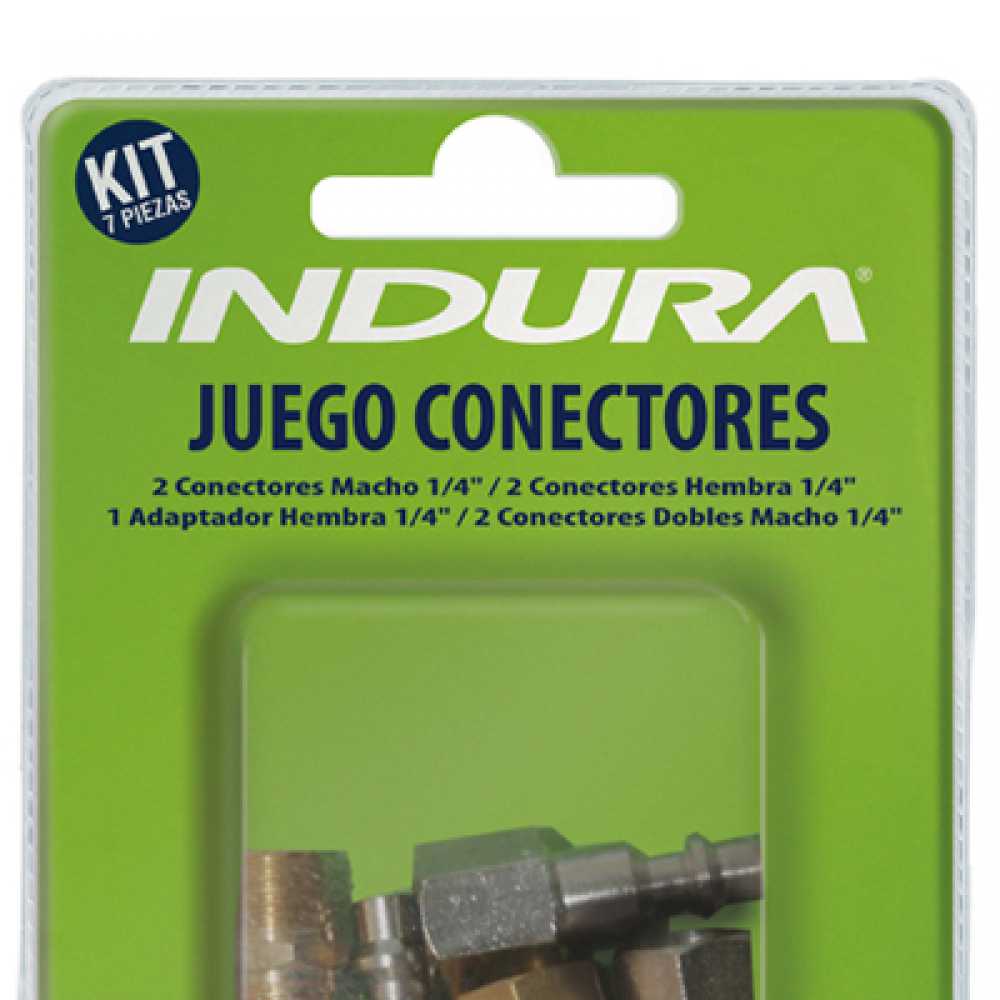 KIT
7 PIEZAS
INDURA®
JUEGO CONECTORES
2 Conectores Macho 1/4" / 2 Conectores Hembra 1/4"
1 Adaptador Hembra 1/4" / 2 Conectores Dobles Macho 1/4"